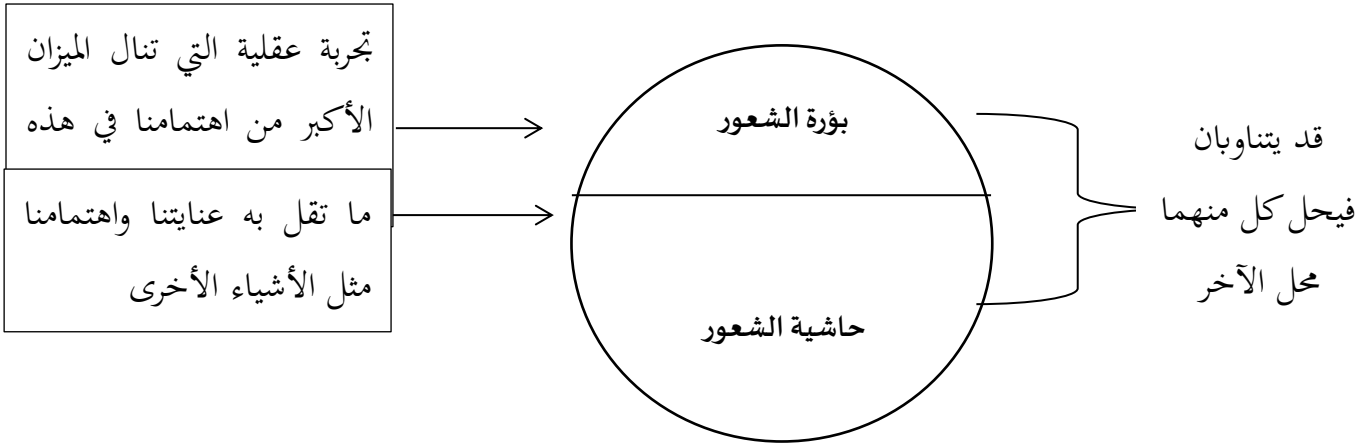 تجربة عقلية التي تنال الميزان
الأكبر من اهتمامنا في هذه
ما تقل به عنايتنا واهتمامنا
مثل الأشياء الأخرى
بؤرة الشعور
حاشية الشعور
قد يتناوبان
فيحل كل منهما
محل الآخر